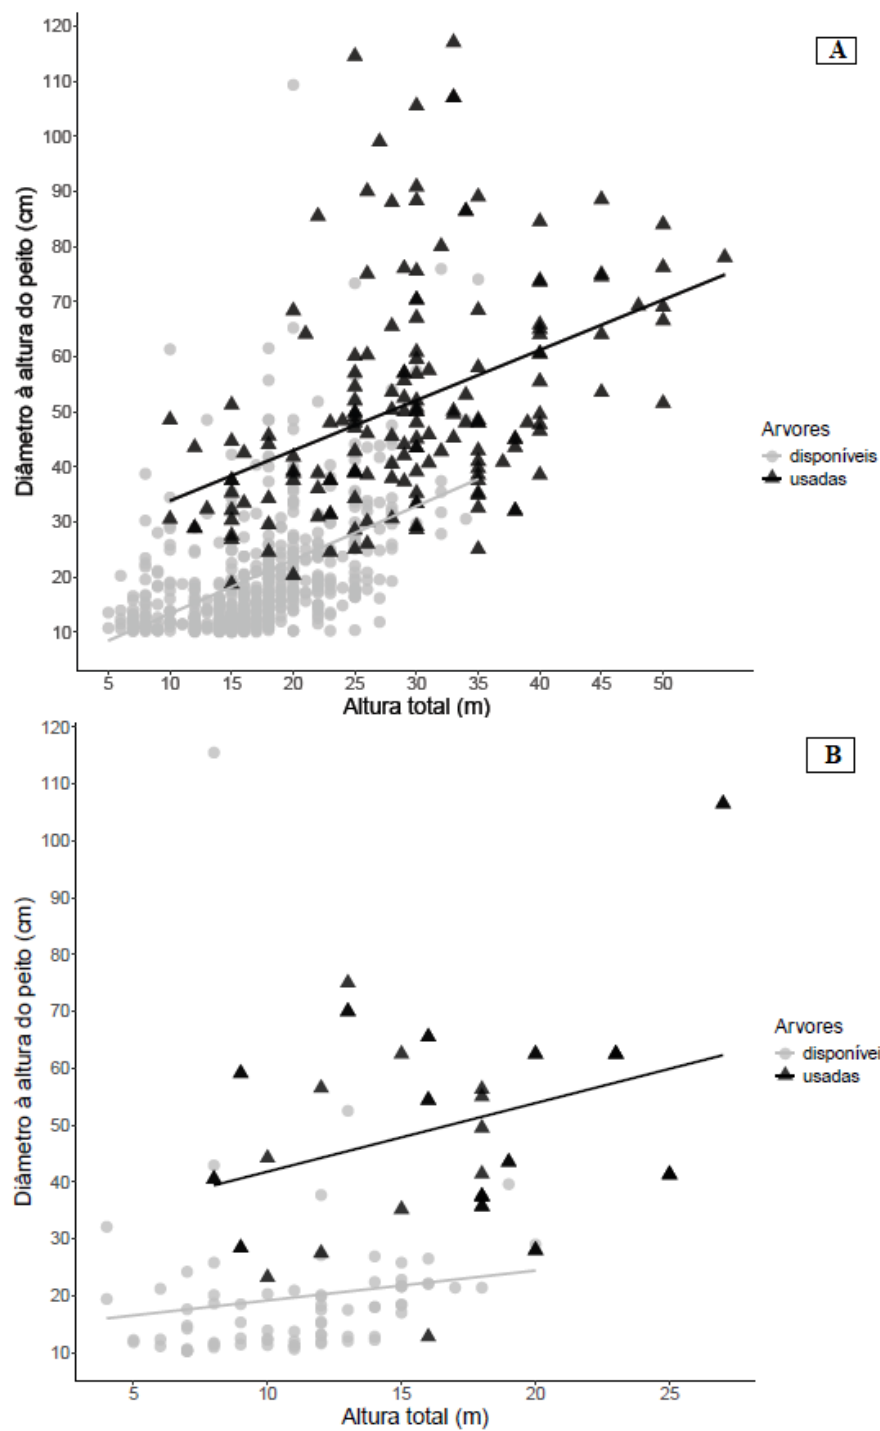 A
Diâmetro à altura do peito (cm)
120
110
100
90
80
70
60
50
40
30
20
10
5 10 15 20 25 30 35 40 45 50
Altura total (m)
Arvores
disponíveis
usadas
B
Diâmetro à altura do peito (cm)
120
110
100
90
80
70
60
50
40
30
20
10
5 10 15 20 25
Altura total (m)
Arvores
disponívei
usadas